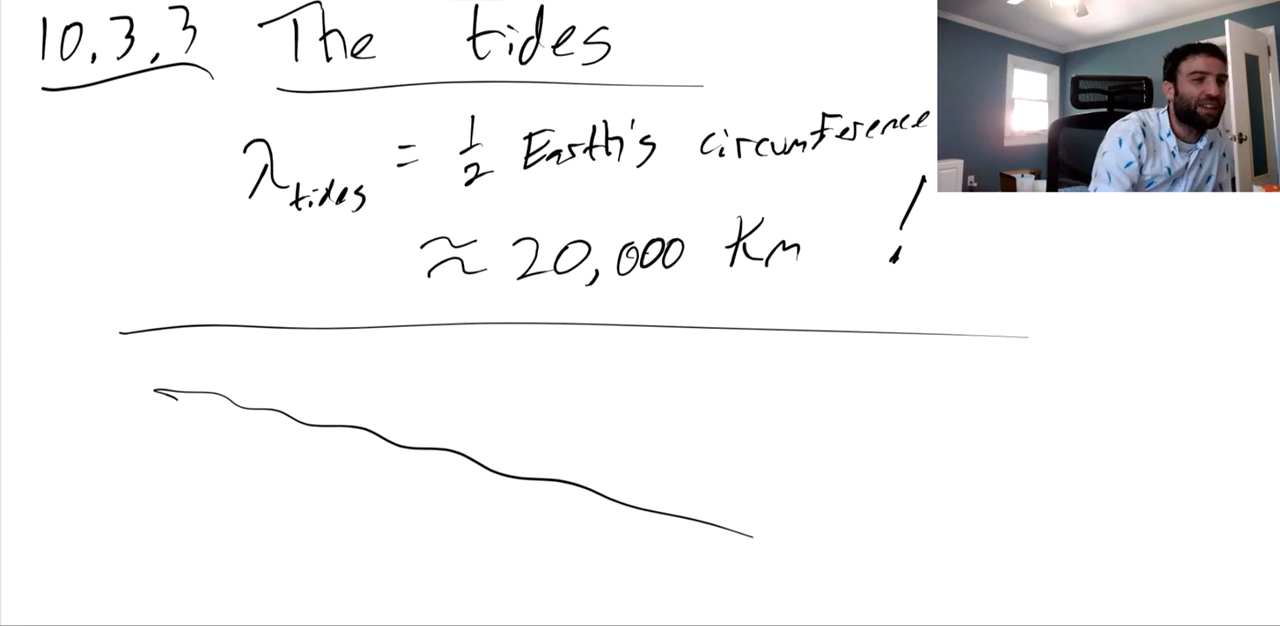 10.3.3 The tides
λtides = 1/2 Earth's circumference
≈ 20,000 Km !